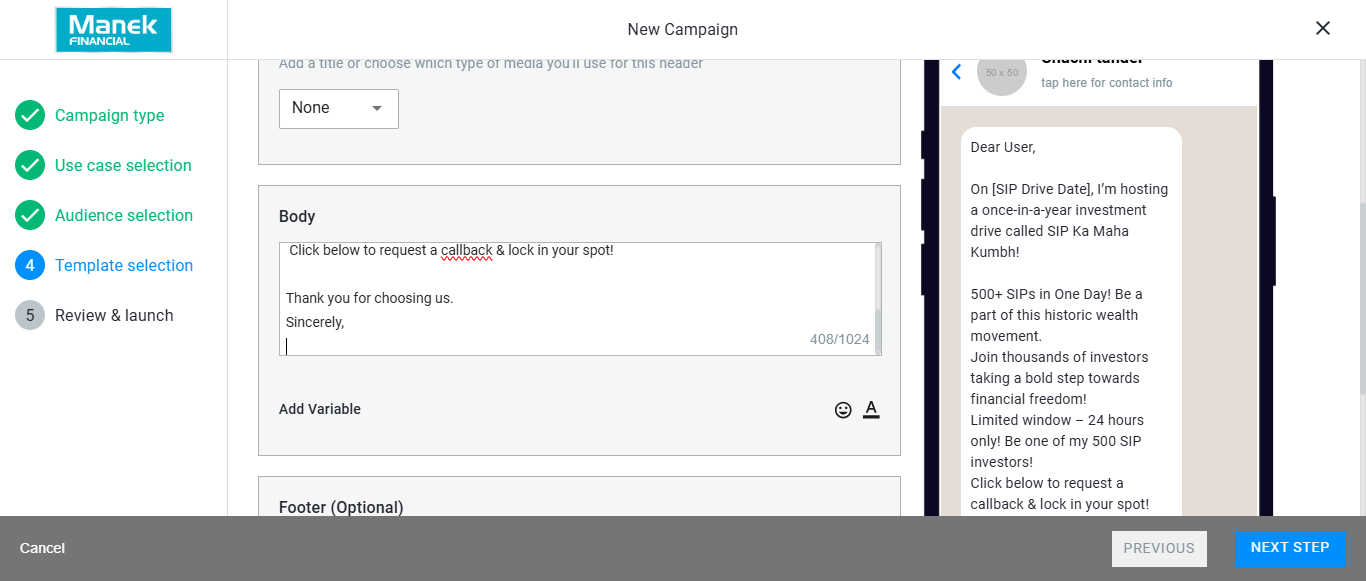 Manek
FINANCIAL
New Campaign
Campaign type
Use case selection
Audience selection
4 Template selection
5 Review & launch
Add a title or choose which type of media you'll use for this header
None
Body
Click below to request a callback & lock in your spot!
Thank you for choosing us.
Sincerely,
408/1024
Add Variable
A
Footer (Optional)
50 x 50
tap here for contact info
Dear User,
On [SIP Drive Date], I'm hosting
a once-in-a-year investment
drive called SIP Ka Maha
Kumbh!
500+ SIPs in One Day! Be a
part of this historic wealth
movement.
Join thousands of investors
taking a bold step towards
financial freedom!
Limited window – 24 hours
only! Be one of my 500 SIP
investors!
Click below to request a
callback & lock in your spot!
Cancel
PREVIOUS
NEXT STEP